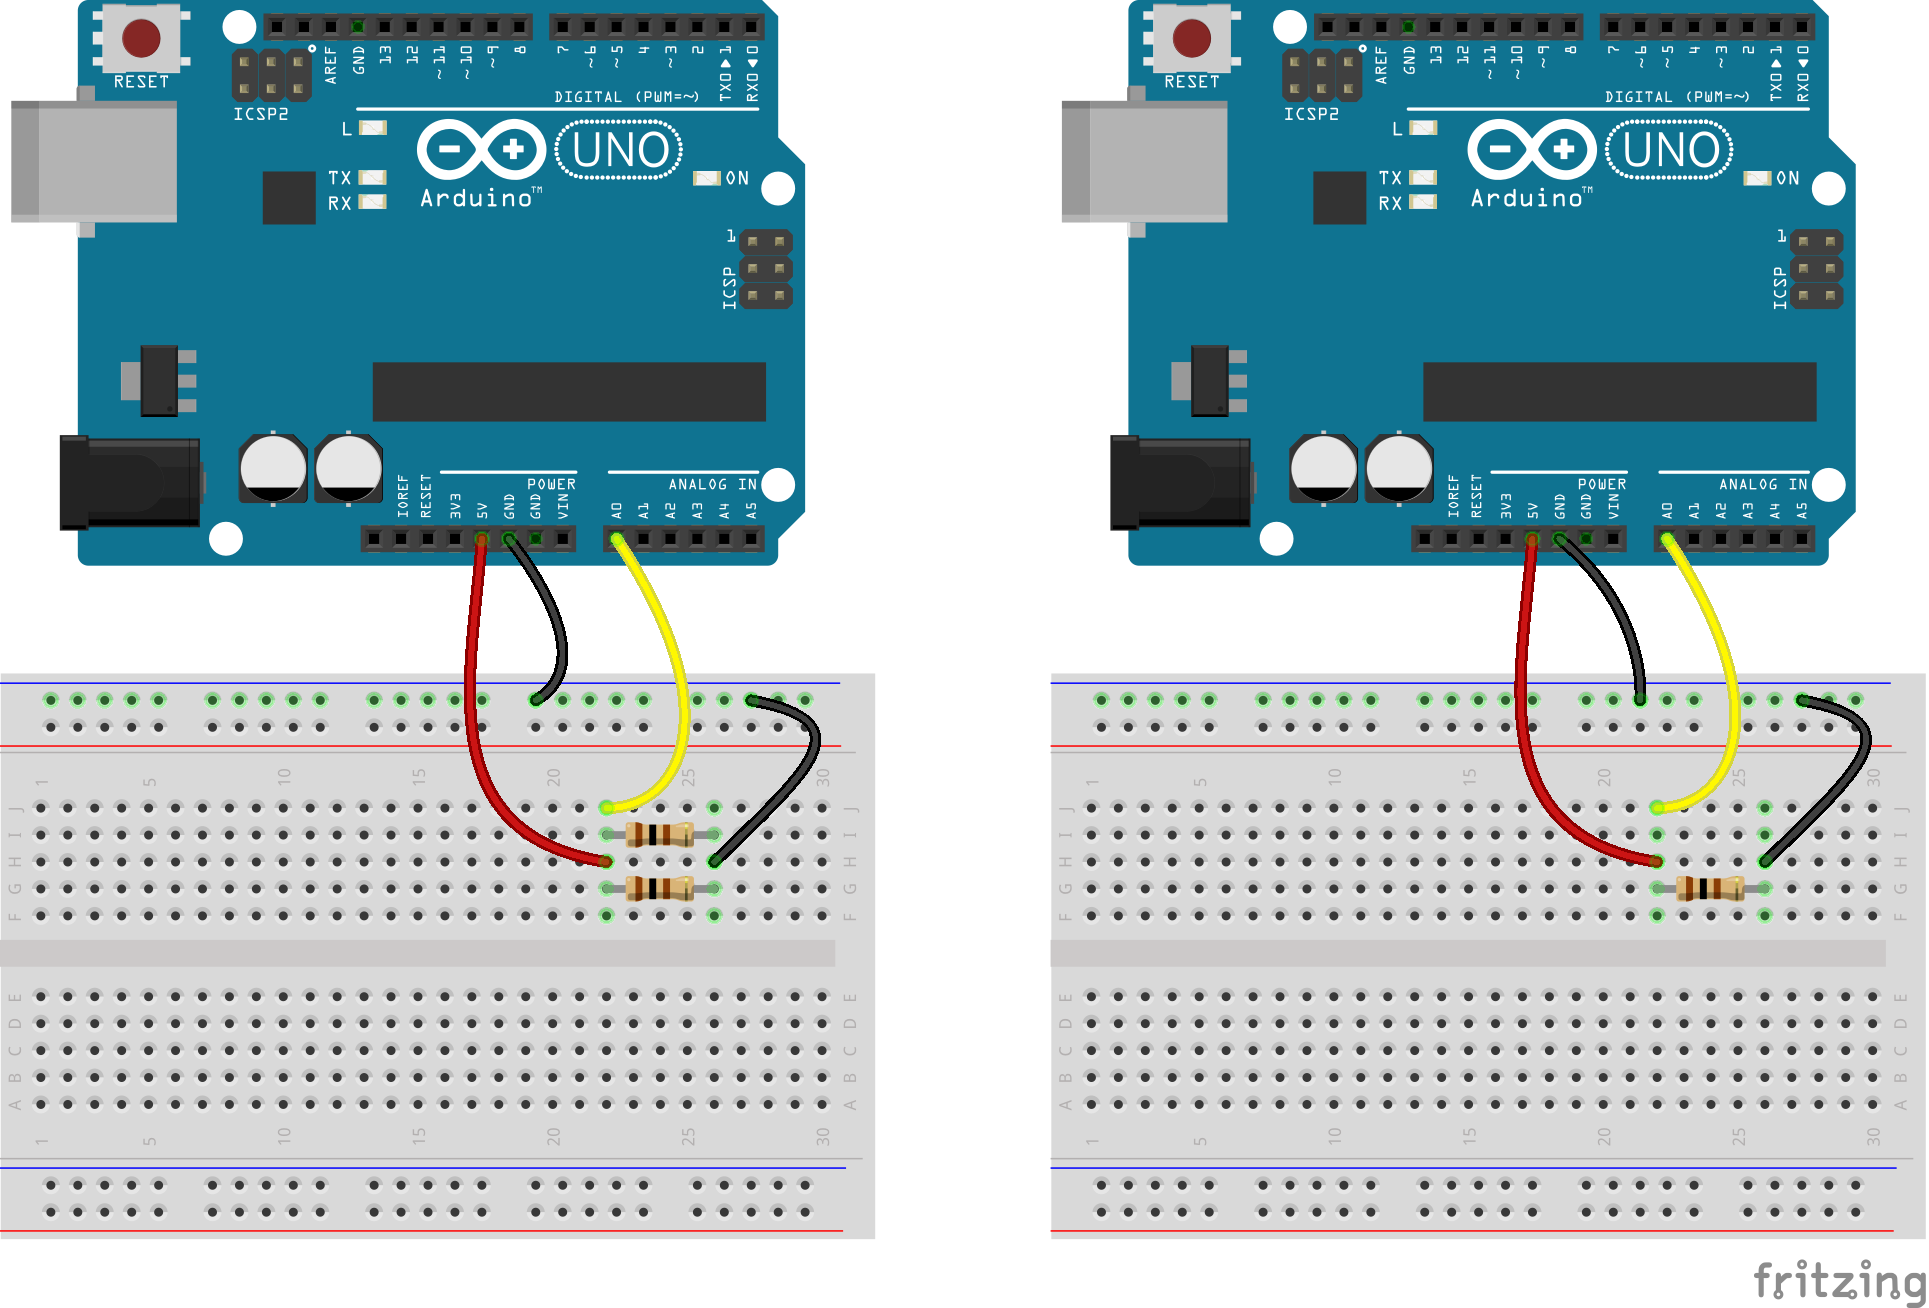 RESET
ICSP2
AREF
GND
13
12
~11
~10
~9
8
7
~6
~5
4
~3
2
TX0▶1
RX0◀0
DIGITAL (PWM=~)
L
TX
RX
UNO
Arduino™
ON
1
ICSP
IOREF
RESET
3V3
5V
GND
GND
VIN
POWER
ANALOG IN
A0
A1
A2
A3
A4
A5
1 5 10 15 20 25 30
J J
I I
H H
G G
F F
E E
D D
C C
B B
A A
1 5 10 15 20 25 30
RESET
ICSP2
AREF
GND
13
12
~11
~10
~9
8
7
~6
~5
4
~3
2
TX0▶1
RX0◀0
DIGITAL (PWM=~)
L
TX
RX
UNO
Arduino™
ON
1
ICSP
IOREF
RESET
3V3
5V
GND
GND
VIN
POWER
ANALOG IN
A0
A1
A2
A3
A4
A5
1 5 10 15 20 25 30
J J
I I
H H
G G
F F
E E
D D
C C
B B
A A
1 5 10 15 20 25 30
fritzing